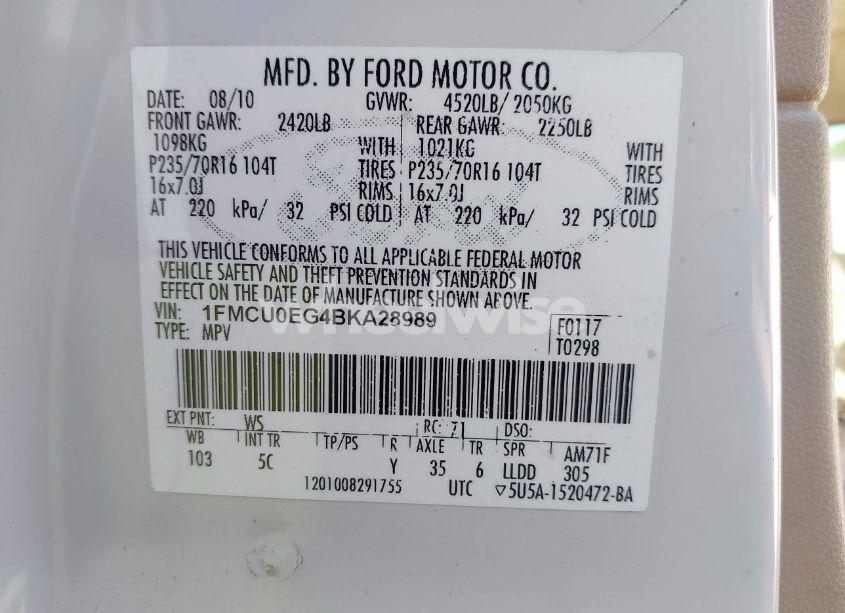 MFD. BY FORD MOTOR CO.
DATE: 08/10 GVWR: 4520LB/ 2050KG
FRONT GAWR: 2420LB REAR GAWR: 2250LB
1098KG WITH 1021KG WITH
P235/70R16 104T TIRES P235/70R16 104T TIRES
16x7.0J RIMS 16x7.0J RIMS
AT 220 kPa/ 32 PSI COLD AT 220 kPa/ 32 PSI COLD
THIS VEHICLE CONFORMS TO ALL APPLICABLE FEDERAL MOTOR
VEHICLE SAFETY AND THEFT PREVENTION STANDARDS IN
EFFECT ON THE DATE OF MANUFACTURE SHOWN ABOVE.
VIN: 1FMCU0EG4BKA28989 F0117
TYPE: MPV T0298
wheelwise
EXT PNT: WS RC: 71 DSO:
WB INT TR TP/PS R AXLE TR SPR AM71F
103 5C Y 35 6 LLDD 305
1201008291755 UTC ▽5U5A-1520472-BA